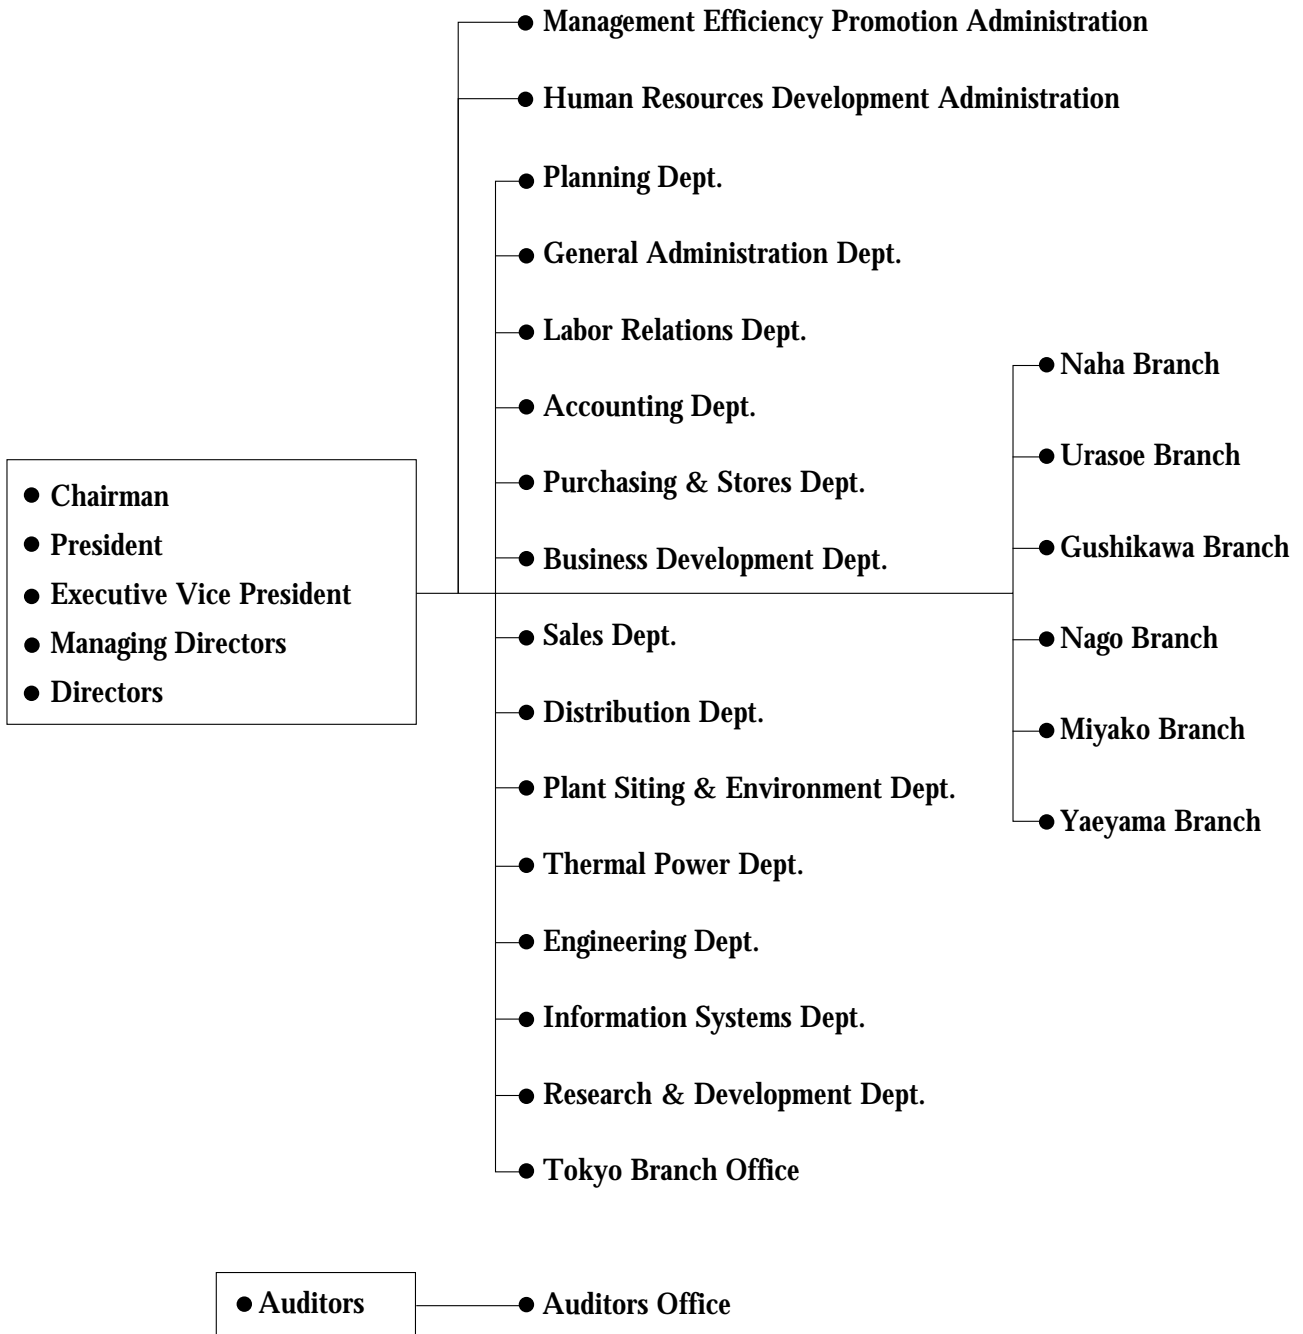 Management Efficiency Promotion Administration
Human Resources Development Administration
Planning Dept.
General Administration Dept.
Labor Relations Dept.
Accounting Dept.
Purchasing & Stores Dept.
Business Development Dept.
Sales Dept.
Distribution Dept.
Plant Siting & Environment Dept.
Thermal Power Dept.
Engineering Dept.
Information Systems Dept.
Research & Development Dept.
Tokyo Branch Office
Naha Branch
Urasoe Branch
Gushikawa Branch
Nago Branch
Miyako Branch
Yaeyama Branch
Chairman
President
Executive Vice President
Managing Directors
Directors
Auditors
Auditors Office